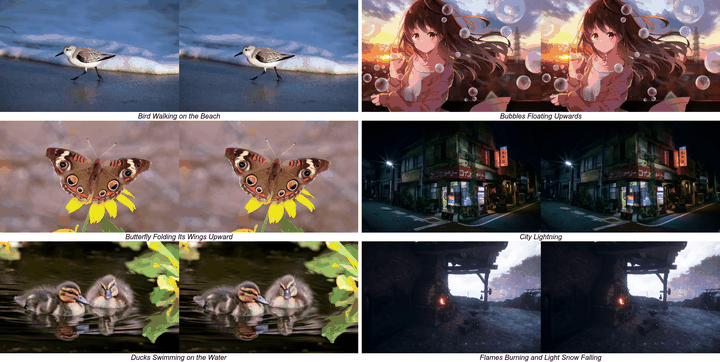 Bird Walking on the Beach
Bubbles Floating Upwards
Butterfly Folding Its Wings Upward
City Lightning
Ducks Swimming on the Water
Flames Burning and Light Snow Falling